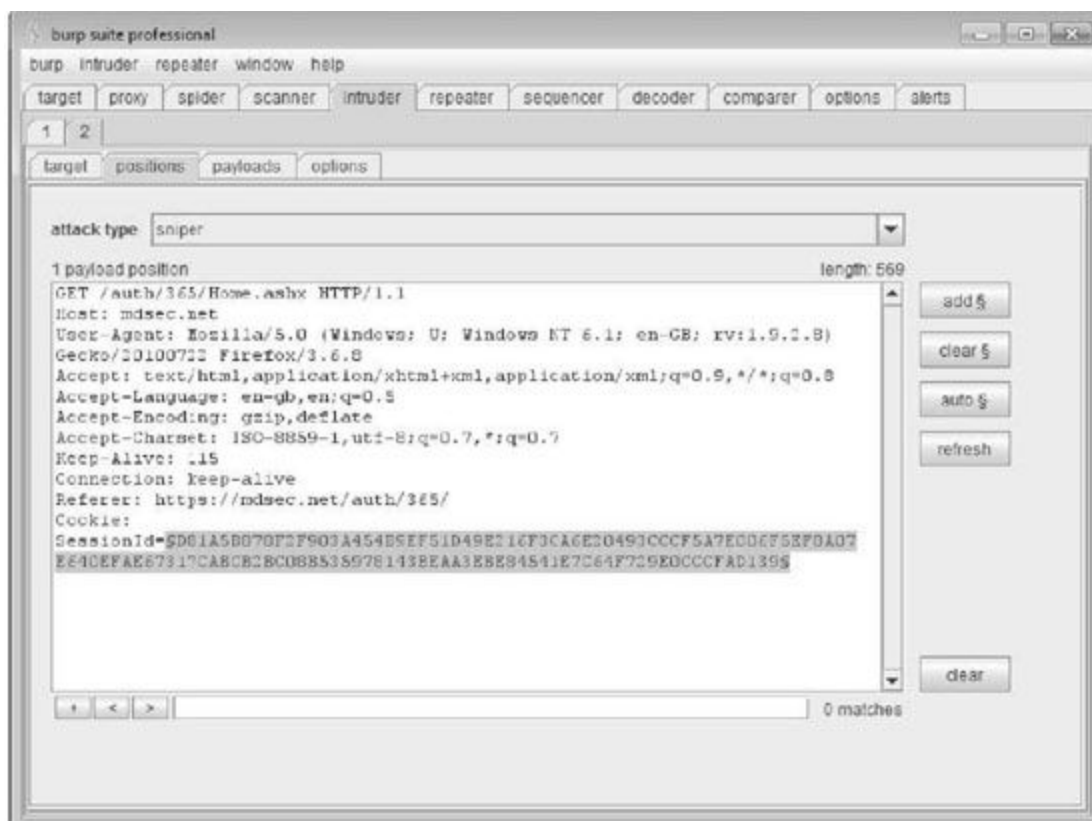 burp suite professional
burp intruder repeater window help
target proxy spider scanner intruder repeater sequencer decoder comparer options alerts
1 2
target positions payloads options
attack type sniper
1 payload position length: 569
GET /auth/365/Home.ashx HTTP/1.1
Host: mdsec.net
User-Agent: Mozilla/5.0 (Windows; U; Windows NT 6.1; en-GB; rv:1.9.2.8)
Gecko/20100722 Firefox/3.6.8
Accept: text/html,application/xhtml+xml,application/xml;q=0.9,*/*;q=0.8
Accept-Language: en-gb,en;q=0.5
Accept-Encoding: gzip,deflate
Accept-Charset: ISO-8859-1,utf-8;q=0.7,*;q=0.7
Keep-Alive: 115
Connection: keep-alive
Referer: https://mdsec.net/auth/365/
Cookie:
SessionId=
add §
clear §
auto §
refresh
clear
+ < > 0 matches